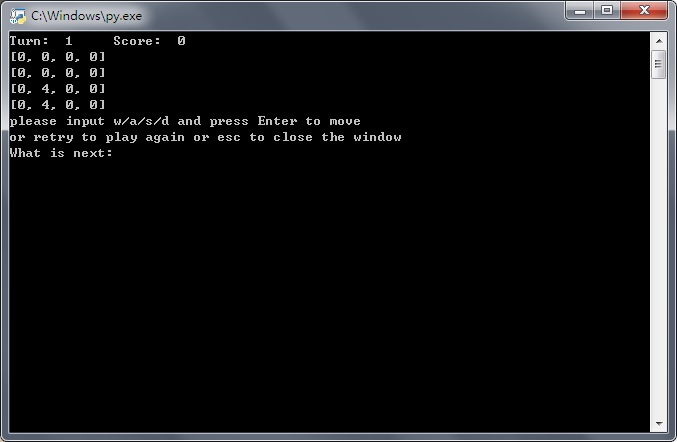 C:\Windows\py.exe
Turn:  1     Score:  0
[0, 0, 0, 0]
[0, 0, 0, 0]
[0, 4, 0, 0]
[0, 4, 0, 0]
please input w/a/s/d and press Enter to move
or retry to play again or esc to close the window
What is next: